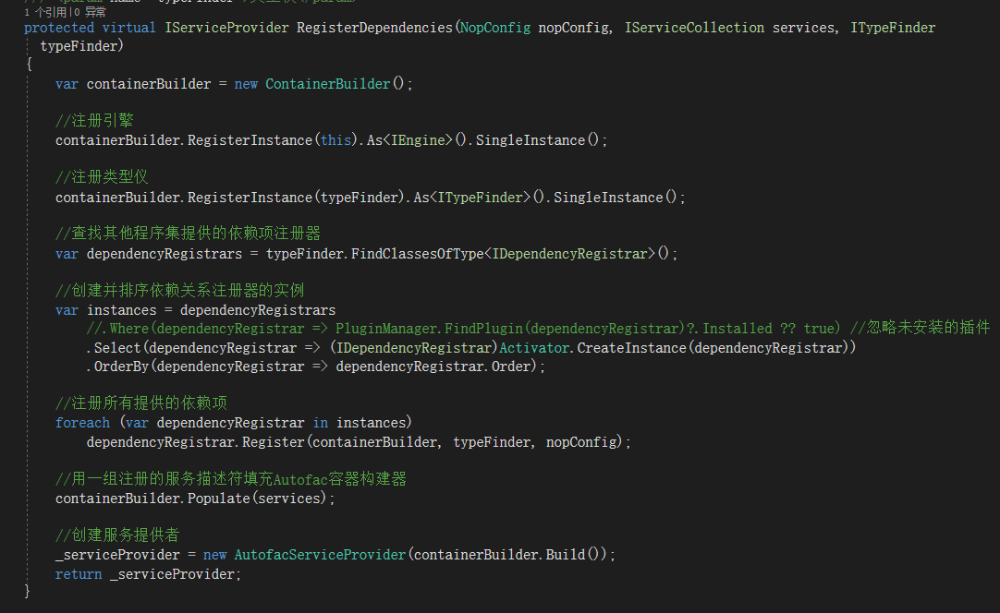 1 个引用|0 异常
protected virtual IServiceProvider RegisterDependencies(NopConfig nopConfig, IServiceCollection services, ITypeFinder
typeFinder)
{
var containerBuilder = new ContainerBuilder();
//注册引擎
containerBuilder.RegisterInstance(this).As<IEngine>().SingleInstance();
//注册类型仪
containerBuilder.RegisterInstance(typeFinder).As<ITypeFinder>().SingleInstance();
//查找其他程序集提供的依赖项注册器
var dependencyRegistrars = typeFinder.FindClassesOfType<IDependencyRegistrar>();
//创建并排序依赖关系注册器的实例
var instances = dependencyRegistrars
//.Where(dependencyRegistrar => PluginManager.FindPlugin(dependencyRegistrar)?.Installed ?? true) //忽略未安装的插件
.Select(dependencyRegistrar => (IDependencyRegistrar)Activator.CreateInstance(dependencyRegistrar))
.OrderBy(dependencyRegistrar => dependencyRegistrar.Order);
//注册所有提供的依赖项
foreach (var dependencyRegistrar in instances)
dependencyRegistrar.Register(containerBuilder, typeFinder, nopConfig);
//用一组注册的服务描述符填充Autofac容器构建器
containerBuilder.Populate(services);
//创建服务提供者
_serviceProvider = new AutofacServiceProvider(containerBuilder.Build());
return _serviceProvider;
}